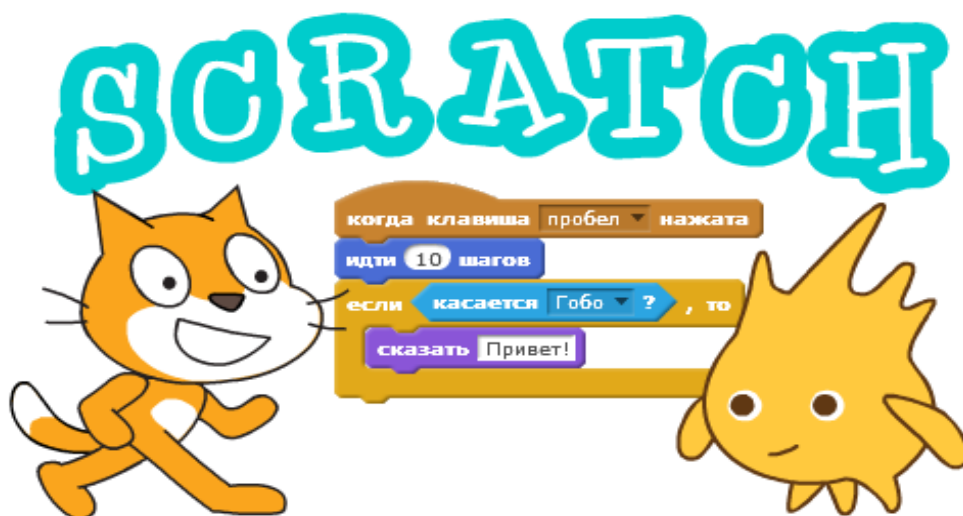 SCRATCH
когда клавиша пробел нажата
идти 10 шагов
если касается Гобо ? , то
сказать Привет!